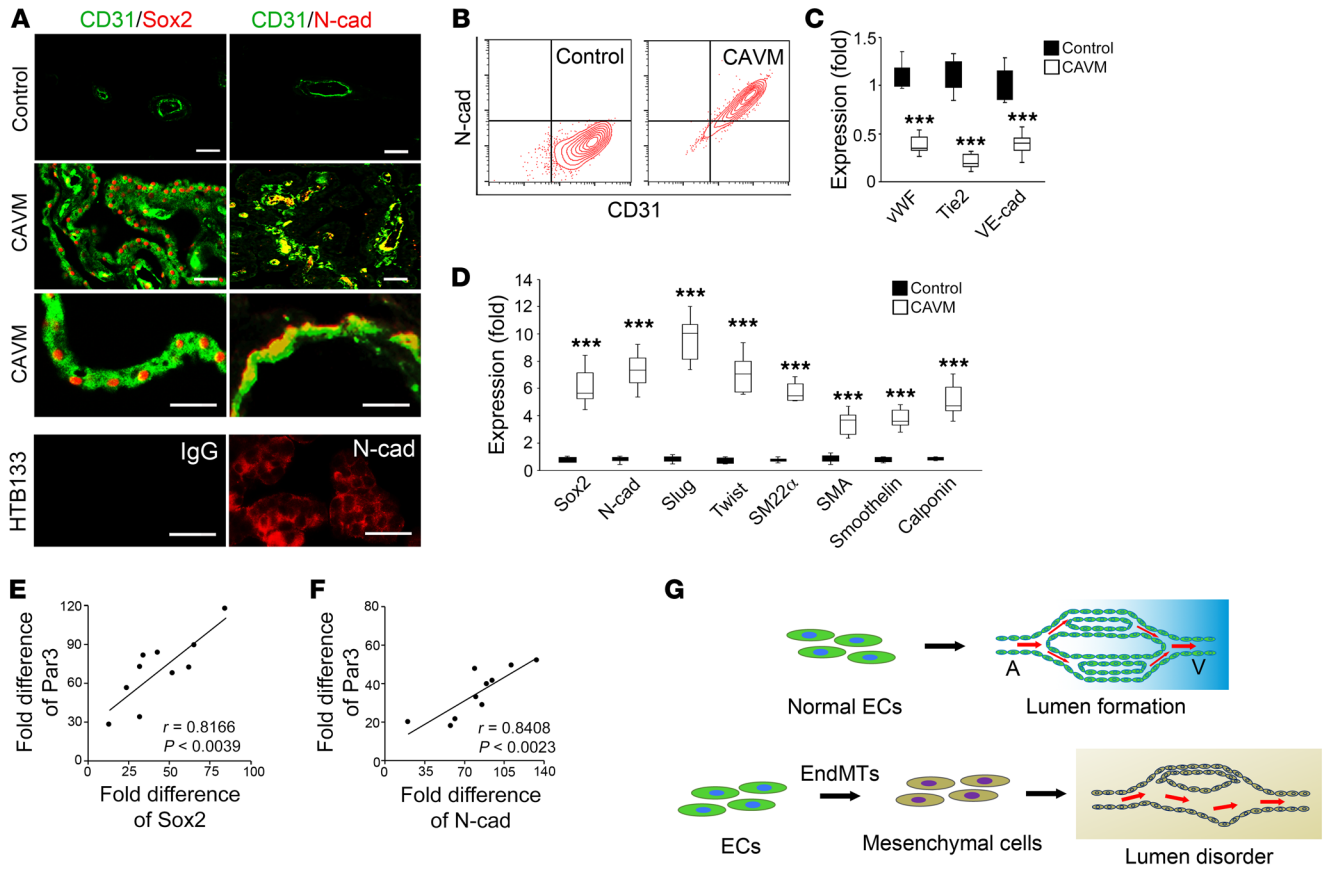 A
CD31/Sox2
CD31/N-cad
Control
CAVM
CAVM
HTB133
IgG
N-cad
B
Control
CAVM
N-cad
CD31
C
Control
CAVM
Expression (fold)
1.5
1
0.5
0
***
***
***
vWF
Tie2
VE-cad
D
Control
CAVM
Expression (fold)
14
12
10
8
6
4
2
0
***
***
***
***
***
***
***
***
Sox2
N-cad
Slug
Twist
SM22α
SMA
Smoothelin
Calponin
E
Fold difference
of Par3
120
90
60
30
0
r = 0.8166
P < 0.0039
0 25 50 75 100
Fold difference
of Sox2
F
Fold difference
of Par3
80
60
40
20
0
r = 0.8408
P < 0.0023
0 35 70 105 140
Fold difference
of N-cad
G
Normal ECs
A
V
Lumen formation
ECs
EndMTs
Mesenchymal cells
Lumen disorder